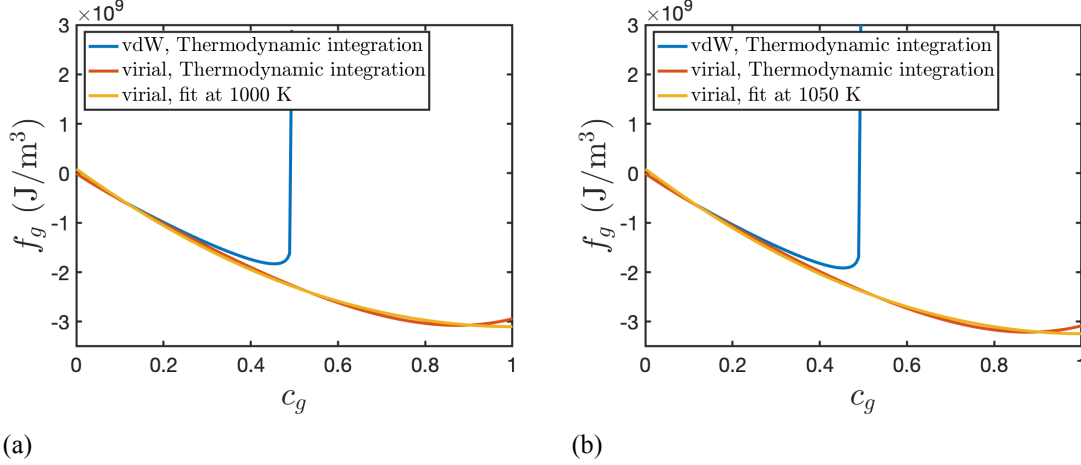 ×10⁹
3
2
1
0
-1
-2
-3
f_g (J/m³)
vdW, Thermodynamic integration
virial, Thermodynamic integration
virial, fit at 1000 K
0 0.2 0.4 0.6 0.8 1
c_g
(a)
×10⁹
3
2
1
0
-1
-2
-3
f_g (J/m³)
vdW, Thermodynamic integration
virial, Thermodynamic integration
virial, fit at 1050 K
0 0.2 0.4 0.6 0.8 1
c_g
(b)